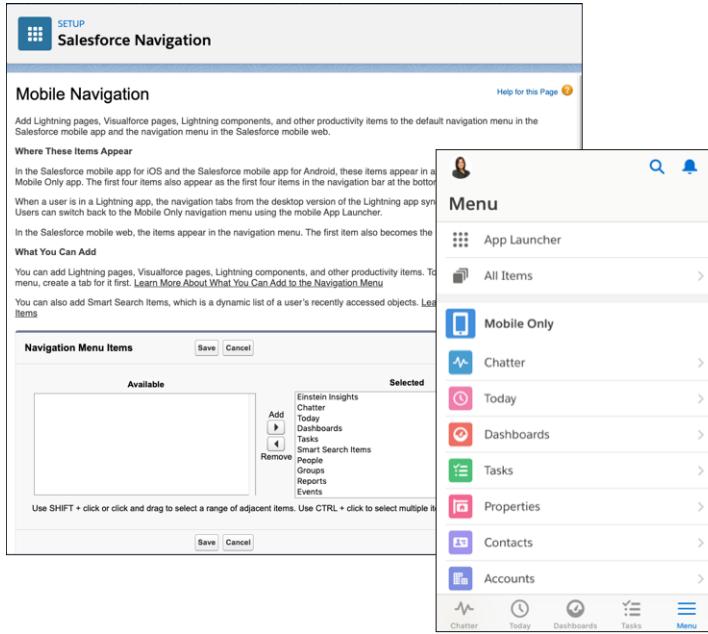 SETUP
Salesforce Navigation
Mobile Navigation
Help for this Page ?
Add Lightning pages, Visualforce pages, Lightning components, and other productivity items to the default navigation menu in the
Salesforce mobile app and the navigation menu in the Salesforce mobile web.
Where These Items Appear
In the Salesforce mobile app for iOS and the Salesforce mobile app for Android, these items appear in a
Mobile Only app. The first four items also appear as the first four items in the navigation bar at the bottor
When a user is in a Lightning app, the navigation tabs from the desktop version of the Lightning app syn
Users can switch back to the Mobile Only navigation menu using the mobile App Launcher.
In the Salesforce mobile web, the items appear in the navigation menu. The first item also becomes the
What You Can Add
You can add Lightning pages, Visualforce pages, Lightning components, and other productivity items. To
menu, create a tab for it first. Learn More About What You Can Add to the Navigation Menu
You can also add Smart Search Items, which is a dynamic list of a user's recently accessed objects. Lea
Items
Navigation Menu Items
Save
Cancel
Available
Selected
Add
Remove
Einstein Insights
Chatter
Today
Dashboards
Tasks
Smart Search Items
People
Groups
Reports
Events
Use SHIFT + click or click and drag to select a range of adjacent items. Use CTRL + click to select multiple ite
Save
Cancel
Menu
App Launcher
All Items
Mobile Only
Chatter
Today
Dashboards
Tasks
Properties
Contacts
Accounts
Chatter
Today
Dashboards
Tasks
Menu